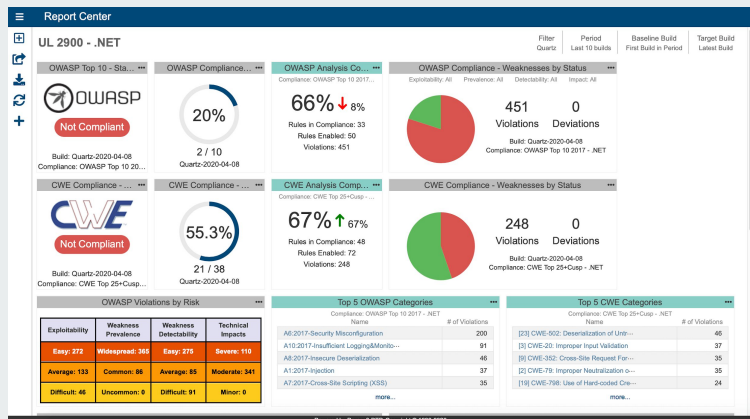 Report Center
UL 2900 - .NET
Filter
Quartz
Period
Last 10 builds
Baseline Build
First Build in Period
Target Build
Latest Build
OWASP Top 10 - Sta... •••
OWASP
Not Compliant
Build: Quartz-2020-04-08
Compliance: OWASP Top 10 20...
OWASP Compliance... •••
20%
2 / 10
Quartz-2020-04-08
OWASP Analysis Co... •••
Compliance: OWASP Top 10 2017...
66% 8%
Rules in Compliance: 33
Rules Enabled: 50
Violations: 451
OWASP Compliance - Weaknesses by Status •••
Exploitability: All Prevalence: All Detectability: All Impact: All
451 0
Violations Deviations
Build: Quartz-2020-04-08
Compliance: OWASP Top 10 2017 - .NET
CWE Compliance - ... •••
CWE
Not Compliant
Build: Quartz-2020-04-08
Compliance: CWE Top 25+Cusp...
CWE Compliance - ... •••
55.3%
21 / 38
Quartz-2020-04-08
CWE Analysis Comp... •••
Compliance: CWE Top 25+Cusp - ...
67% 67%
Rules in Compliance: 48
Rules Enabled: 72
Violations: 248
CWE Compliance - Weaknesses by Status •••
248 0
Violations Deviations
Build: Quartz-2020-04-08
Compliance: CWE Top 25+Cusp - .NET
OWASP Violations by Risk •••
Exploitability Weakness Prevalence Weakness Detectability Technical Impacts
Easy: 272 Widespread: 365 Easy: 275 Severe: 110
Average: 133 Common: 86 Average: 85 Moderate: 341
Difficult: 46 Uncommon: 0 Difficult: 91 Minor: 0
Top 5 OWASP Categories •••
Compliance: OWASP Top 10 2017 - .NET
Name # of Violations
A6:2017-Security Misconfiguration 200
A10:2017-Insufficient Logging&Monito··· 91
A8:2017-Insecure Deserialization 46
A1:2017-Injection 37
A7:2017-Cross-Site Scripting (XSS) 35
more...
Top 5 CWE Categories •••
Compliance: CWE Top 25+Cusp - .NET
Name # of Violations
[23] CWE-502: Deserialization of Untr··· 46
[3] CWE-20: Improper Input Validation 37
[9] CWE-352: Cross-Site Request For··· 35
[2] CWE-79: Improper Neutralization o··· 35
[19] CWE-798: Use of Hard-coded Cre··· 24
more...